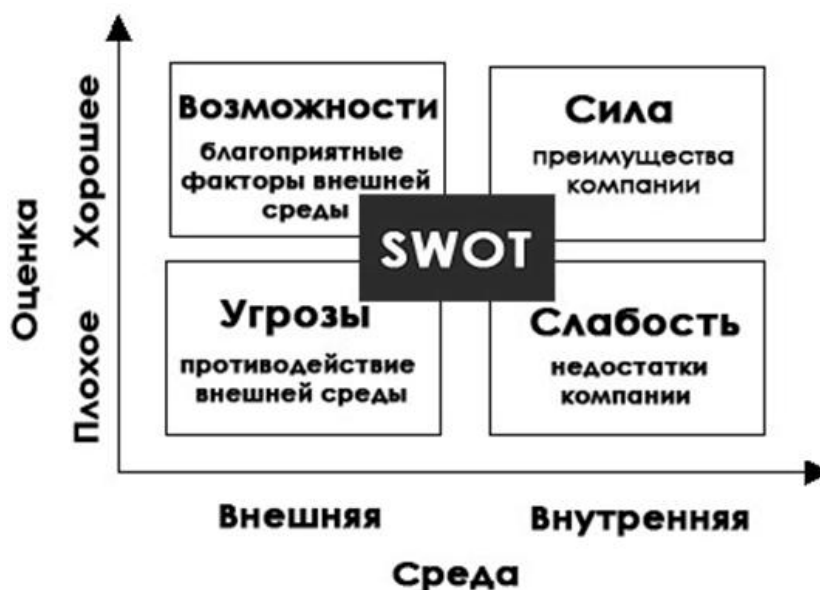 Оценка
Хорошее
Плохое
Возможности
благоприятные
факторы внешней
среды
Сила
преимущества
компании
SWOT
Угрозы
противодействие
внешней среды
Слабость
недостатки
компании
Внешняя
Внутренняя
Среда